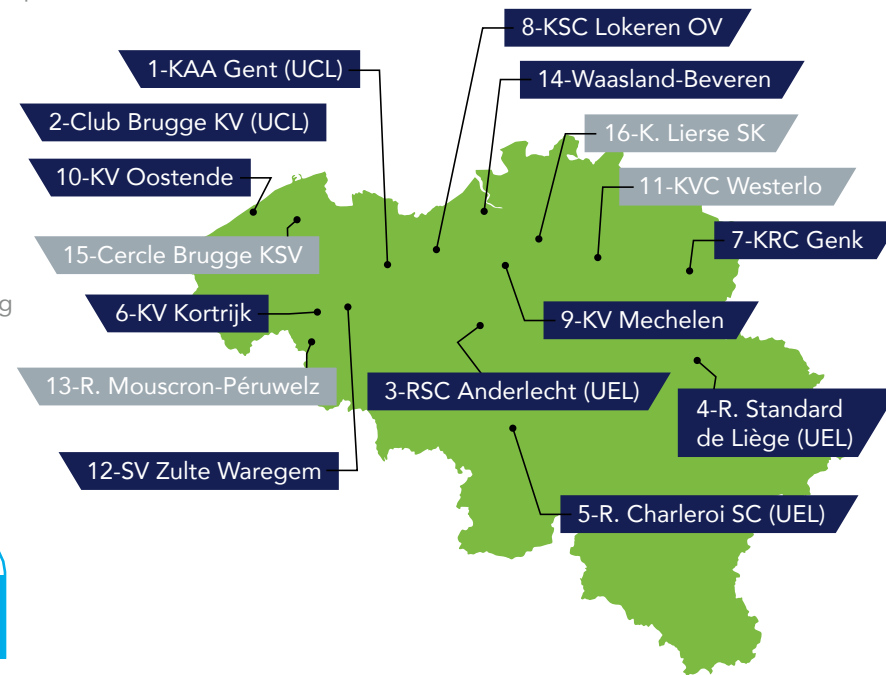 8-KSC Lokeren OV
1-KAA Gent (UCL)
14-Waasland-Beveren
2-Club Brugge KV (UCL)
16-K. Lierse SK
10-KV Oostende
11-KVC Westerlo
15-Cercle Brugge KSV
7-KRC Genk
g
6-KV Kortrijk
9-KV Mechelen
13-R. Mouscron-Péruwelz
3-RSC Anderlecht (UEL)
4-R. Standard
de Liège (UEL)
12-SV Zulte Waregem
5-R. Charleroi SC (UEL)